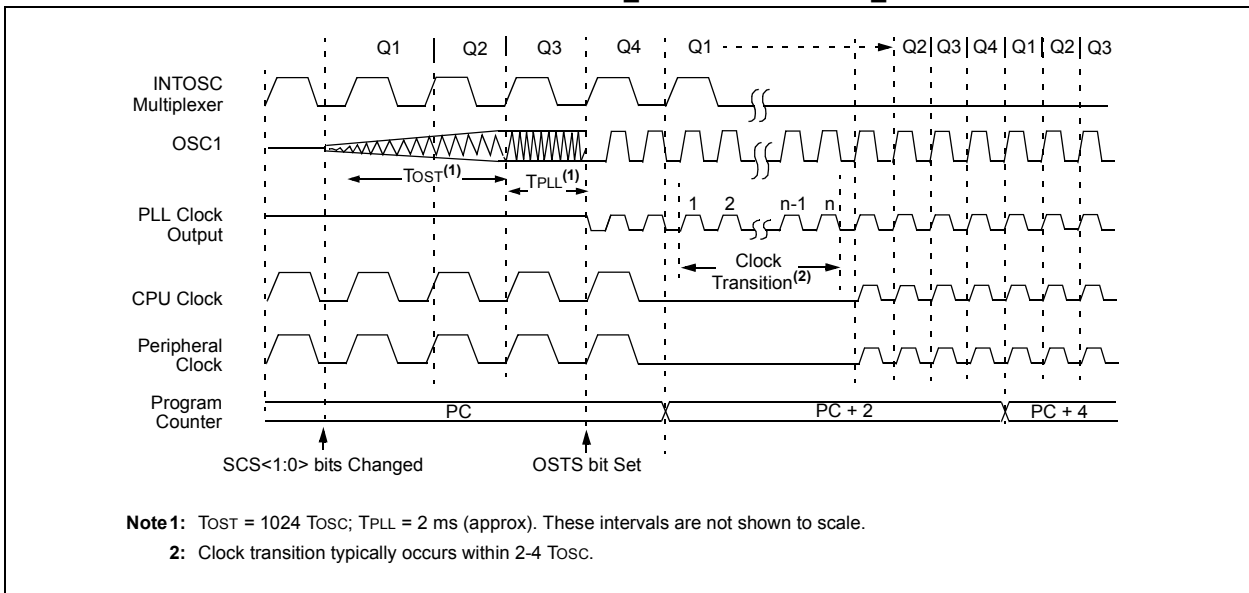 Q1 Q2 Q3 Q4 Q1 Q2 Q3 Q4 Q1 Q2 Q3
INTOSC
Multiplexer
OSC1
TOST(1)
TPLL(1)
1 2 n-1 n
PLL Clock
Output
Clock
Transition(2)
CPU Clock
Peripheral
Clock
Program
Counter
PC PC + 2 PC + 4
SCS<1:0> bits Changed
OSTS bit Set
Note 1: TOST = 1024 TOSC; TPLL = 2 ms (approx). These intervals are not shown to scale.
2: Clock transition typically occurs within 2-4 TOSC.